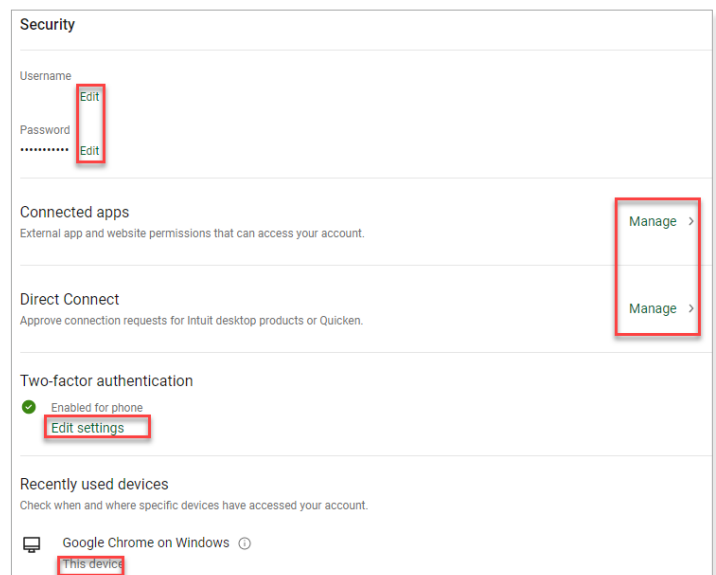 Security
Username
Edit
Password
••••••••••• Edit
Connected apps
Manage >
External app and website permissions that can access your account.
Direct Connect
Manage >
Approve connection requests for Intuit desktop products or Quicken.
Two-factor authentication
Enabled for phone
Edit settings
Recently used devices
Check when and where specific devices have accessed your account.
Google Chrome on Windows
This device